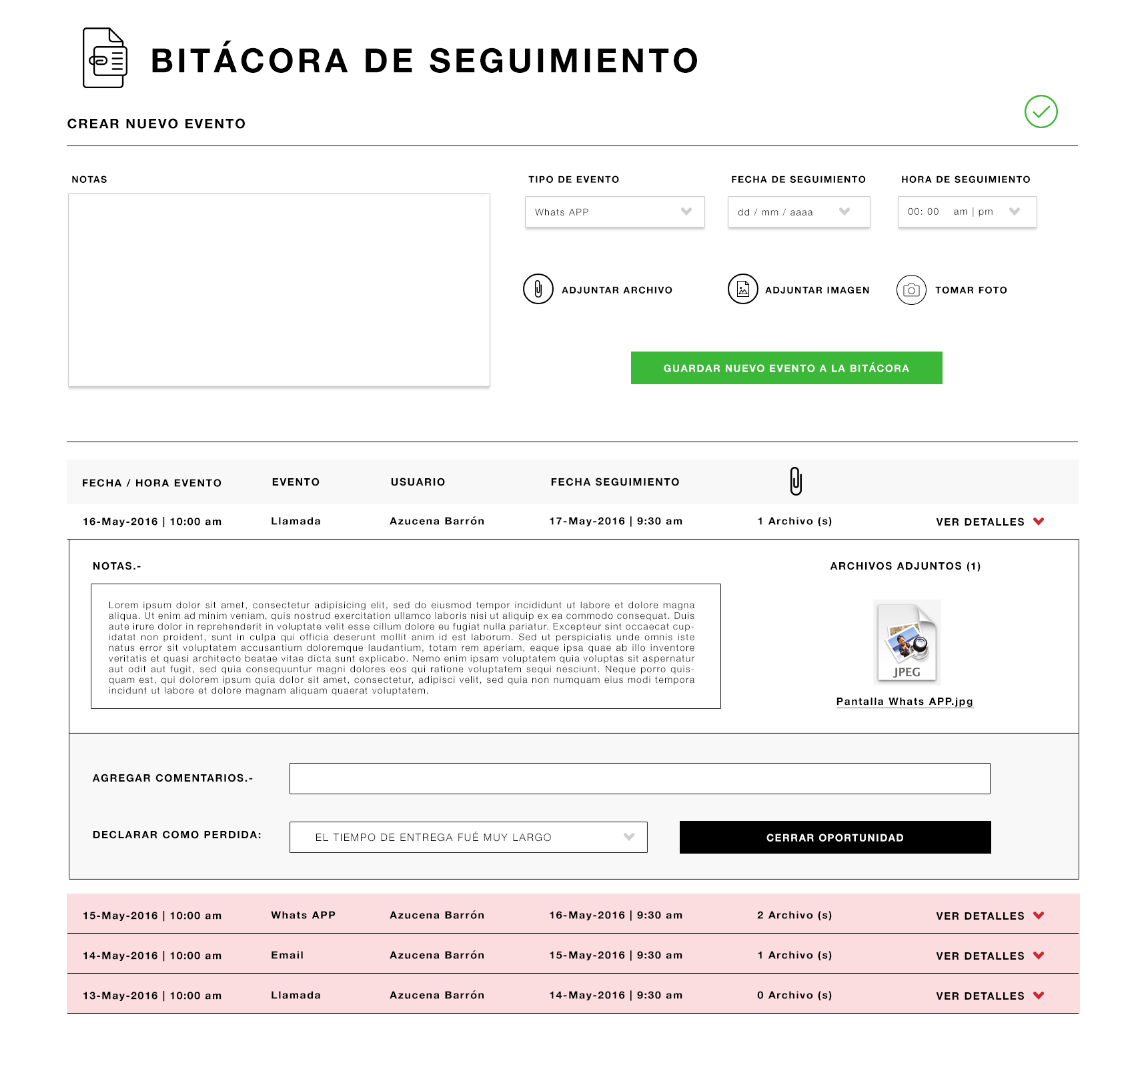 BITÁCORA DE SEGUIMIENTO
CREAR NUEVO EVENTO
NOTAS
TIPO DE EVENTO
FECHA DE SEGUIMIENTO
HORA DE SEGUIMIENTO
Whats APP
dd / mm / aaaa
00: 00 am | pm
ADJUNTAR ARCHIVO
ADJUNTAR IMAGEN
TOMAR FOTO
GUARDAR NUEVO EVENTO A LA BITÁCORA
FECHA / HORA EVENTO EVENTO USUARIO FECHA SEGUIMIENTO
16-May-2016 | 10:00 am Llamada Azucena Barrón 17-May-2016 | 9:30 am 1 Archivo (s) VER DETALLES
NOTAS.-
Lorem ipsum dolor sit amet, consectetur adipisicing elit, sed do eiusmod tempor incididunt ut labore et dolore magna
aliqua. Ut enim ad minim veniam, quis nostrud exercitation ullamco laboris nisi ut aliquip ex ea commodo consequat. Duis
aute irure dolor in reprehenderit in voluptate velit esse cillum dolore eu fugiat nulla pariatur. Excepteur sint occaecat cup-
idatat non proident, sunt in culpa qui officia deserunt mollit anim id est laborum. Sed ut perspiciatis unde omnis iste
natus error sit voluptatem accusantium doloremque laudantium, totam rem aperiam, eaque ipsa quae ab illo inventore
veritatis et quasi architecto beatae vitae dicta sunt explicabo. Nemo enim ipsam voluptatem quia voluptas sit aspernatur
aut odit aut fugit, sed quia consequuntur magni dolores eos qui ratione voluptatem sequi nesciunt. Neque porro quis-
quam est, qui dolorem ipsum quia dolor sit amet, consectetur, adipisci velit, sed quia non numquam eius modi tempora
incidunt ut labore et dolore magnam aliquam quaerat voluptatem.
ARCHIVOS ADJUNTOS (1)
JPEG
Pantalla Whats APP.jpg
AGREGAR COMENTARIOS.-
DECLARAR COMO PERDIDA:
EL TIEMPO DE ENTREGA FUÉ MUY LARGO
CERRAR OPORTUNIDAD
15-May-2016 | 10:00 am Whats APP Azucena Barrón 16-May-2016 | 9:30 am 2 Archivo (s) VER DETALLES
14-May-2016 | 10:00 am Email Azucena Barrón 15-May-2016 | 9:30 am 1 Archivo (s) VER DETALLES
13-May-2016 | 10:00 am Llamada Azucena Barrón 14-May-2016 | 9:30 am 0 Archivo (s) VER DETALLES